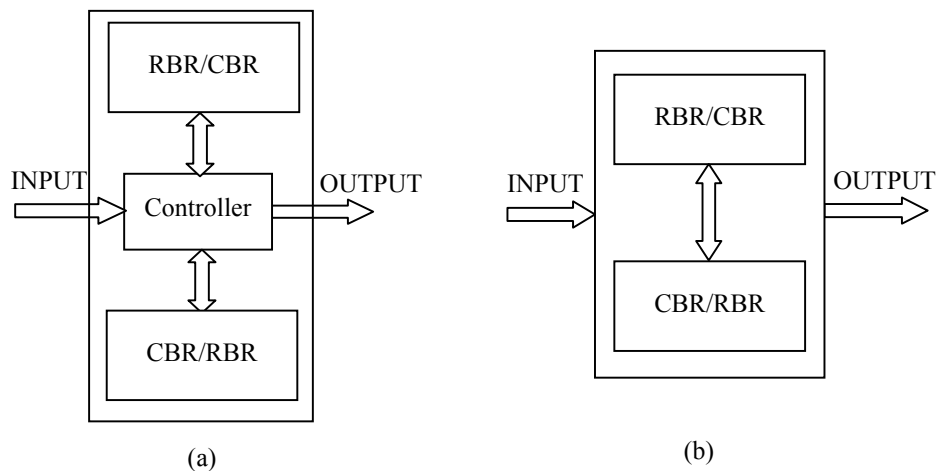 RBR/CBR
INPUT
Controller
OUTPUT
CBR/RBR
(a)
RBR/CBR
INPUT
OUTPUT
CBR/RBR
(b)